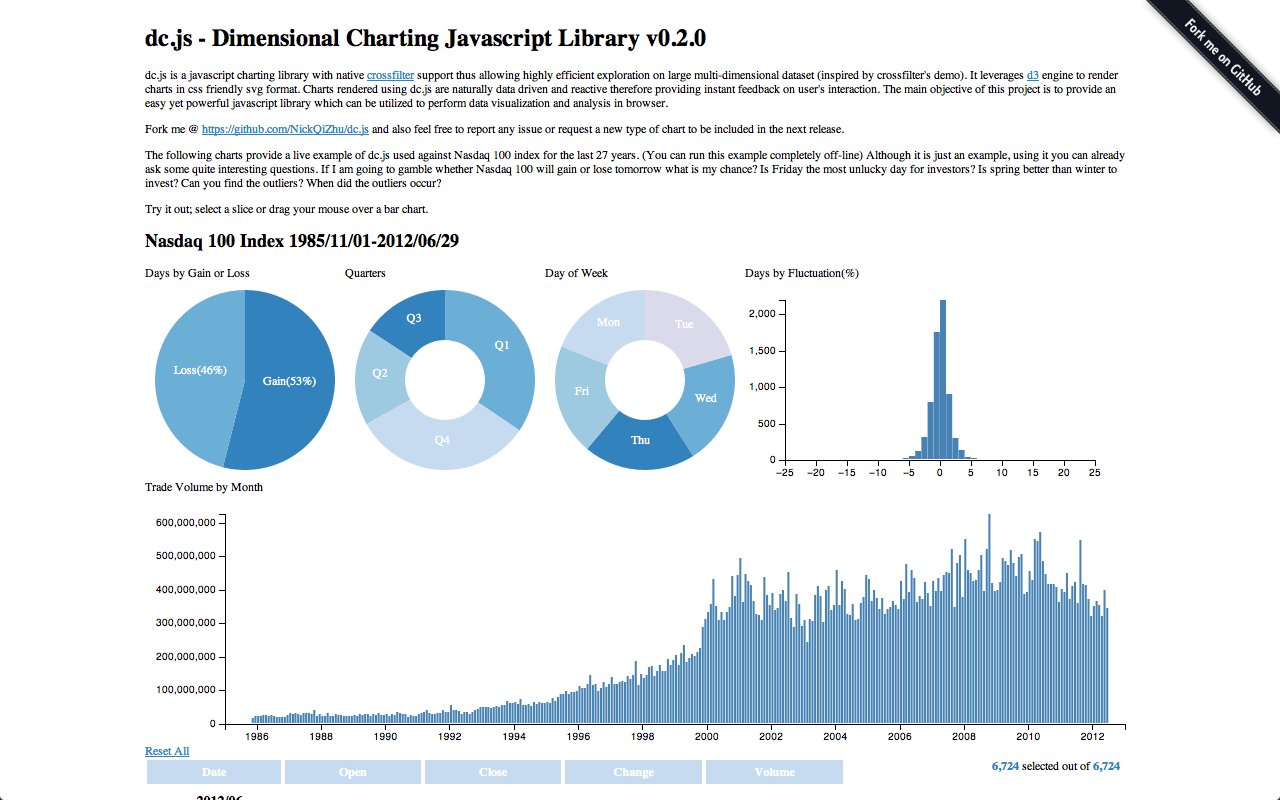 Fork me on GitHub
dc.js - Dimensional Charting Javascript Library v0.2.0
dc.js is a javascript charting library with native crossfilter support thus allowing highly efficient exploration on large multi-dimensional dataset (inspired by crossfilter's demo). It leverages d3 engine to render
charts in css friendly svg format. Charts rendered using dc.js are naturally data driven and reactive therefore providing instant feedback on user's interaction. The main objective of this project is to provide an
easy yet powerful javascript library which can be utilized to perform data visualization and analysis in browser.
Fork me @ https://github.com/NickQiZhu/dc.js and also feel free to report any issue or request a new type of chart to be included in the next release.
The following charts provide a live example of dc.js used against Nasdaq 100 index for the last 27 years. (You can run this example completely off-line) Although it is just an example, using it you can already
ask some quite interesting questions. If I am going to gamble whether Nasdaq 100 will gain or lose tomorrow what is my chance? Is Friday the most unlucky day for investors? Is spring better than winter to
invest? Can you find the outliers? When did the outliers occur?
Try it out; select a slice or drag your mouse over a bar chart.
Nasdaq 100 Index 1985/11/01-2012/06/29
Days by Gain or Loss
Loss(46%)
Gain(53%)
Quarters
Q3
Q1
Q2
Q4
Day of Week
Mon
Tue
Fri
Wed
Thu
Days by Fluctuation(%)
2,000
1,500
1,000
500
0
-25 -20 -15 -10 -5 0 5 10 15 20 25
Trade Volume by Month
600,000,000
500,000,000
400,000,000
300,000,000
200,000,000
100,000,000
0
1986 1988 1990 1992 1994 1996 1998 2000 2002 2004 2006 2008 2010 2012
Reset All
6,724 selected out of 6,724
Date Open Close Change Volume
2012/06